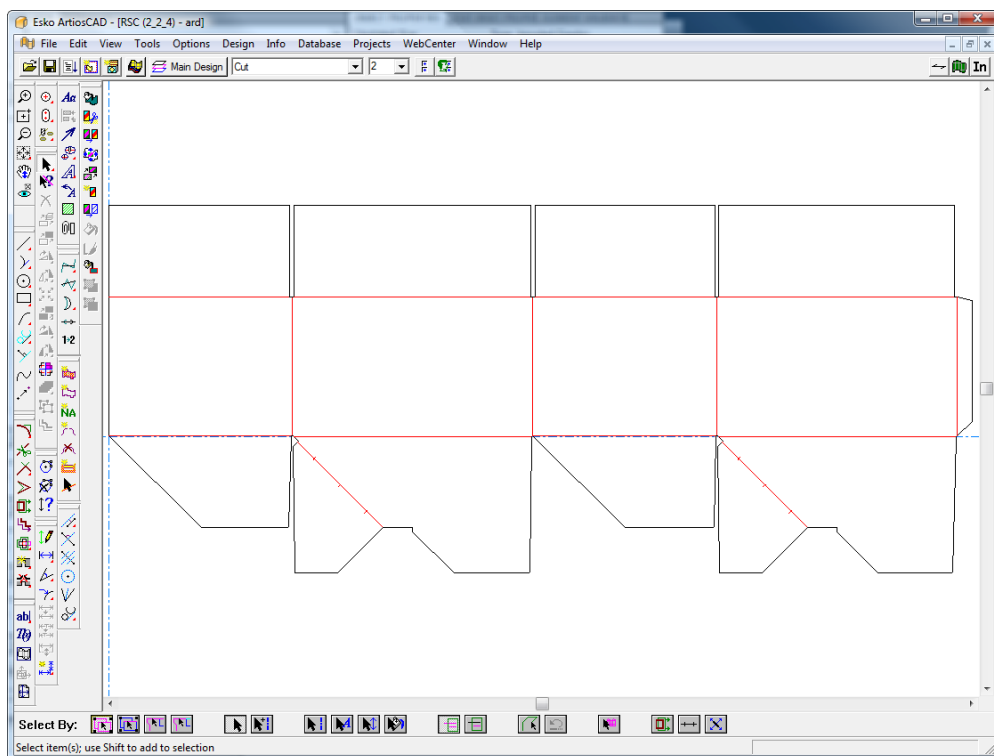 Esko ArtiosCAD - [RSC (2_2_4) - ard]
File Edit View Tools Options Design Info Database Projects WebCenter Window Help
Main Design Cut 2 In
Aa
A
A
1·2
NA
?
ab
Select By:
Select item(s); use Shift to add to selection